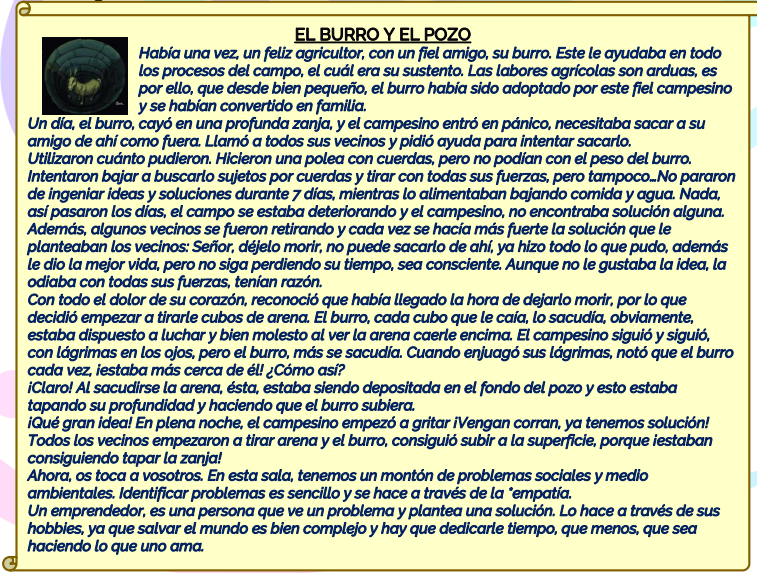 EL BURRO Y EL POZO
Había una vez, un feliz agricultor, con un fiel amigo, su burro. Este le ayudaba en todo
los procesos del campo, el cuál era su sustento. Las labores agrícolas son arduas, es
por ello, que desde bien pequeño, el burro había sido adoptado por este fiel campesino
y se habían convertido en familia.
Un día, el burro, cayó en una profunda zanja, y el campesino entró en pánico, necesitaba sacar a su
amigo de ahí como fuera. Llamó a todos sus vecinos y pidió ayuda para intentar sacarlo.
Utilizaron cuánto pudieron. Hicieron una polea con cuerdas, pero no podían con el peso del burro.
Intentaron bajar a buscarlo sujetos por cuerdas y tirar con todas sus fuerzas, pero tampoco...No pararon
de ingeniar ideas y soluciones durante 7 días, mientras lo alimentaban bajando comida y agua. Nada,
así pasaron los días, el campo se estaba deteriorando y el campesino, no encontraba solución alguna.
Además, algunos vecinos se fueron retirando y cada vez se hacía más fuerte la solución que le
planteaban los vecinos: Señor, déjelo morir, no puede sacarlo de ahí, ya hizo todo lo que pudo, además
le dio la mejor vida, pero no siga perdiendo su tiempo, sea consciente. Aunque no le gustaba la idea, la
odiaba con todas sus fuerzas, tenían razón.
Con todo el dolor de su corazón, reconoció que había llegado la hora de dejarlo morir, por lo que
decidió empezar a tirarle cubos de arena. El burro, cada cubo que le caía, lo sacudía, obviamente,
estaba dispuesto a luchar y bien molesto al ver la arena caerle encima. El campesino siguió y siguió,
con lágrimas en los ojos, pero el burro, más se sacudía. Cuando enjuagó sus lágrimas, notó que el burro
cada vez, ¡estaba más cerca de él! ¿Cómo así?
¡Claro! Al sacudirse la arena, ésta, estaba siendo depositada en el fondo del pozo y esto estaba
tapando su profundidad y haciendo que el burro subiera.
¡Qué gran idea! En plena noche, el campesino empezó a gritar ¡Vengan corran, ya tenemos solución!
Todos los vecinos empezaron a tirar arena y el burro, consiguió subir a la superficie, porque ¡estaban
consiguiendo tapar la zanja!
Ahora, os toca a vosotros. En esta sala, tenemos un montón de problemas sociales y medio
ambientales. Identificar problemas es sencillo y se hace a través de la *empatía.
Un emprendedor, es una persona que ve un problema y plantea una solución. Lo hace a través de sus
hobbies, ya que salvar el mundo es bien complejo y hay que dedicarle tiempo, que menos, que sea
haciendo lo que uno ama.